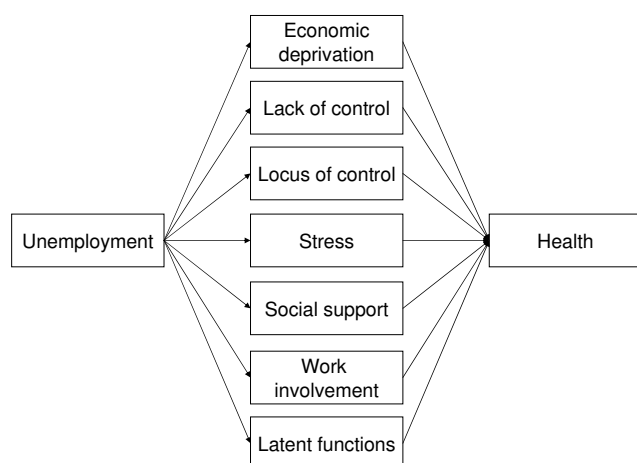 Economic
deprivation
Lack of control
Locus of control
Unemployment
Stress
Health
Social support
Work
involvement
Latent functions